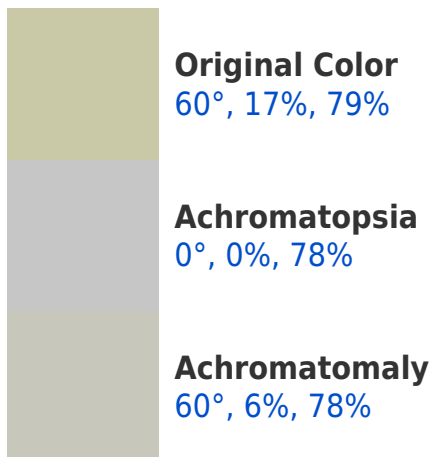 Original Color
60°, 17%, 79%
Achromatopsia
0°, 0%, 78%
Achromatomaly
60°, 6%, 78%